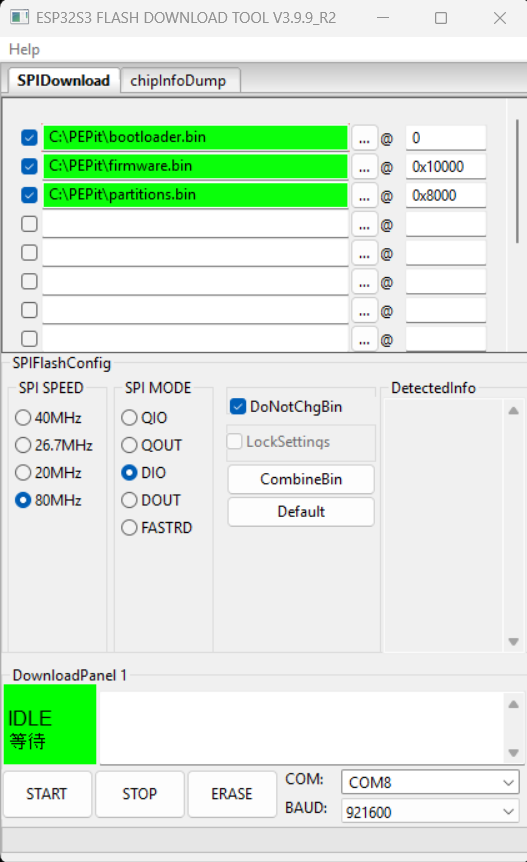 ESP32S3 FLASH DOWNLOAD TOOL V3.9.9_R2
Help
SPIDownload chipInfoDump
C:\PEPit\bootloader.bin ... @ 0
C:\PEPit\firmware.bin ... @ 0x10000
C:\PEPit\partitions.bin ... @ 0x8000
... @
... @
... @
... @
... @
SPIFlashConfig
SPI SPEED SPI MODE DetectedInfo
40MHz QIO DoNotChgBin
26.7MHz QOUT LockSettings
20MHz DIO CombineBin
80MHz DOUT Default
FASTRD
DownloadPanel 1
IDLE
等待
START STOP ERASE COM: COM8
BAUD: 921600